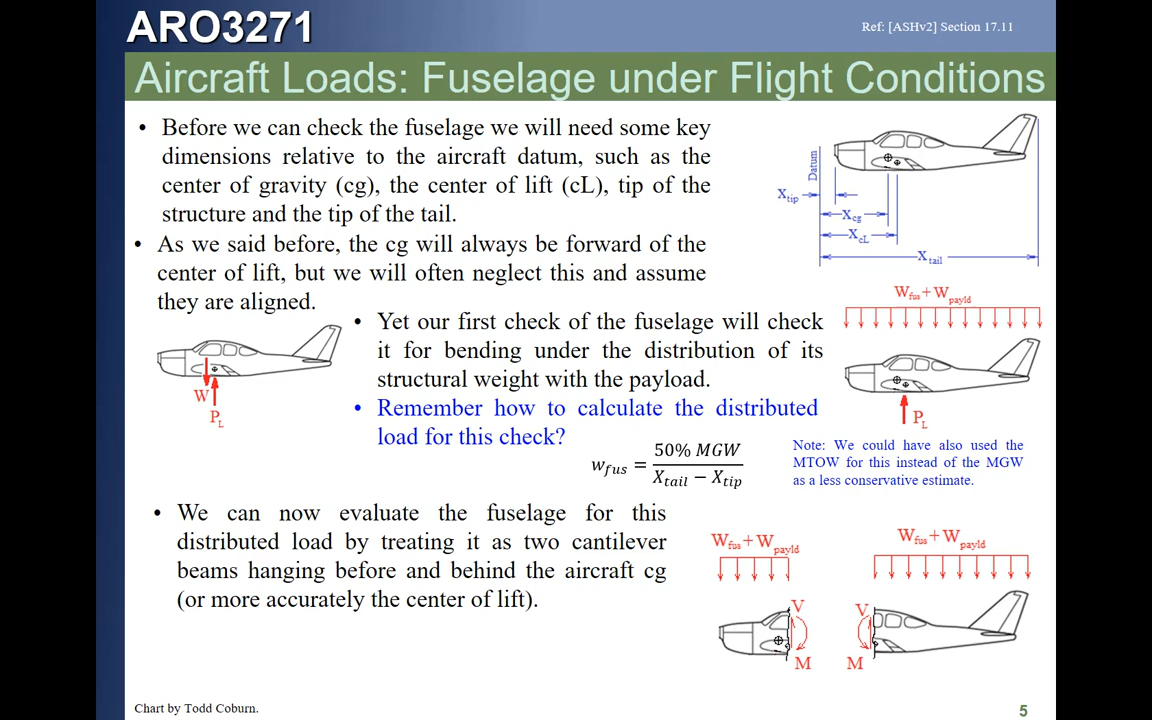 ARO3271
Ref: [ASHv2] Section 17.11
Aircraft Loads: Fuselage under Flight Conditions
• Before we can check the fuselage we will need some key
dimensions relative to the aircraft datum, such as the
center of gravity (cg), the center of lift (cL), tip of the
structure and the tip of the tail.
• As we said before, the cg will always be forward of the
center of lift, but we will often neglect this and assume
they are aligned.
Datum
Xtip
Xcg
XcL
Xtail
W
PL
• Yet our first check of the fuselage will check
it for bending under the distribution of its
structural weight with the payload.
• Remember how to calculate the distributed
load for this check?
wfus = 50% MGW / Xtail − Xtip
Wfus+Wpayld
PL
Note: We could have also used the
MTOW for this instead of the MGW
as a less conservative estimate.
• We can now evaluate the fuselage for this
distributed load by treating it as two cantilever
beams hanging before and behind the aircraft cg
(or more accurately the center of lift).
Wfus+Wpayld
V
M
Wfus+Wpayld
V
M
Chart by Todd Coburn.
5